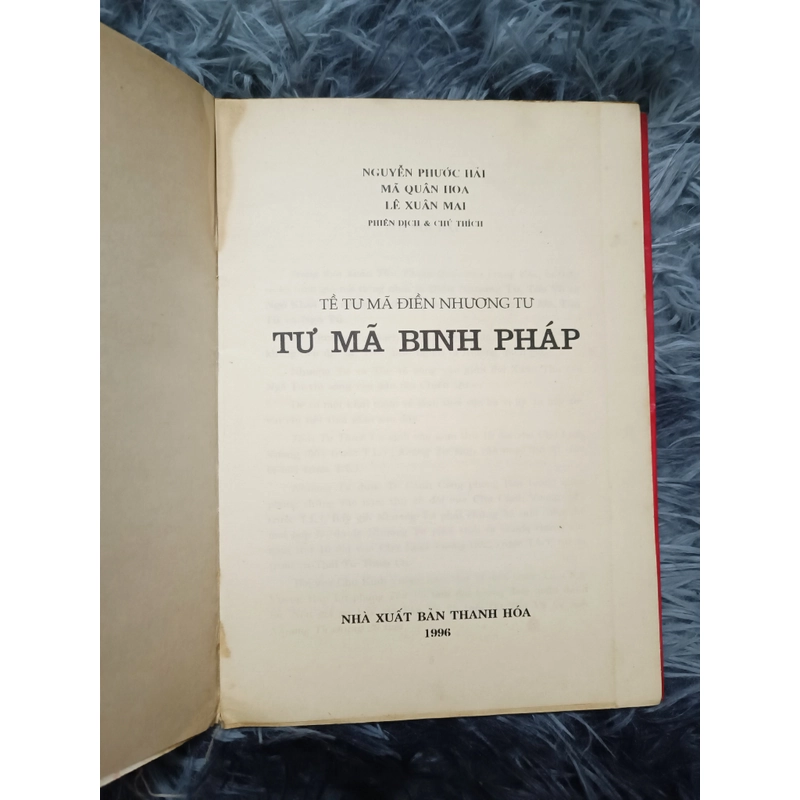 NGUYỄN PHƯỚC HẢI
MÃ QUÂN HOA
LÊ XUÂN MAI
PHIÊN DỊCH & CHÚ THÍCH
TỀ TƯ MÃ ĐIỀN NHƯƠNG TƯ
TƯ MÃ BINH PHÁP
NHÀ XUẤT BẢN THANH HÓA
1996